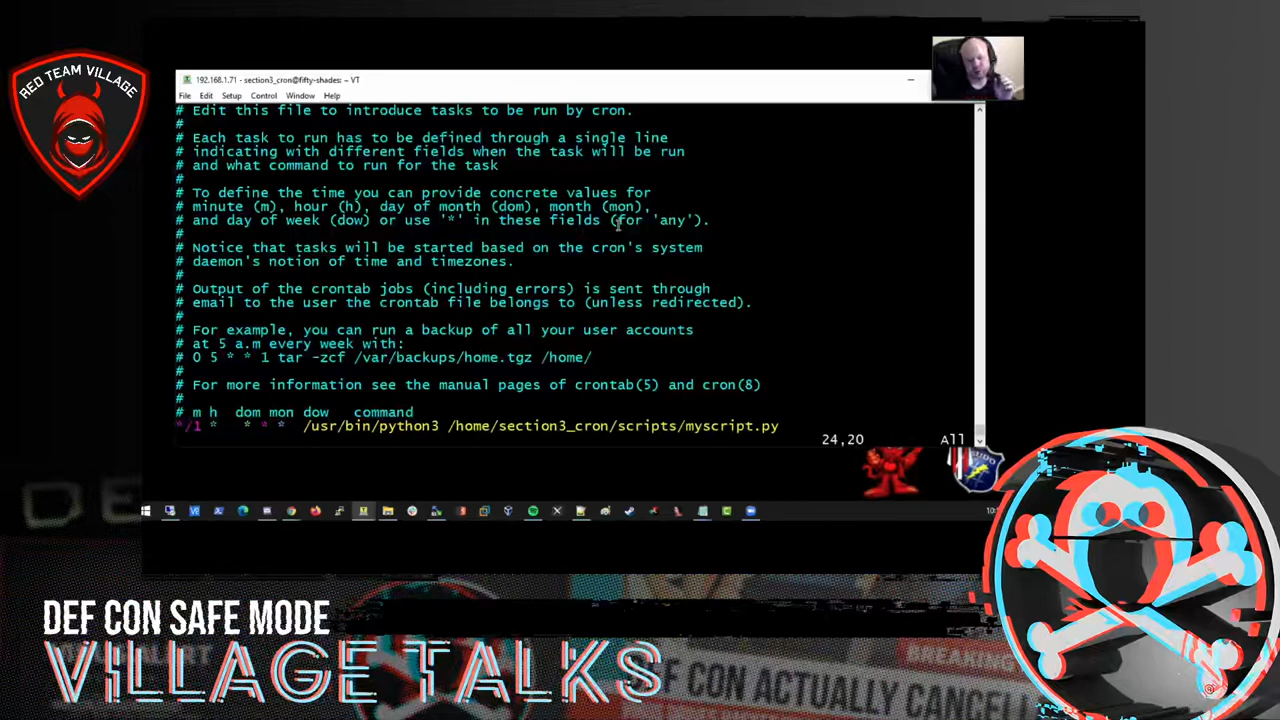 RED TEAM VILLAGE
192.168.1.71 - section3_cron@fifty-shades: ~ VT
File Edit Setup Control Window Help
# Edit this file to introduce tasks to be run by cron.
#
# Each task to run has to be defined through a single line
# indicating with different fields when the task will be run
# and what command to run for the task
#
# To define the time you can provide concrete values for
# minute (m), hour (h), day of month (dom), month (mon),
# and day of week (dow) or use '*' in these fields (for 'any').
#
# Notice that tasks will be started based on the cron's system
# daemon's notion of time and timezones.
#
# Output of the crontab jobs (including errors) is sent through
# email to the user the crontab file belongs to (unless redirected).
#
# For example, you can run a backup of all your user accounts
# at 5 a.m every week with:
# 0 5 * * 1 tar -zcf /var/backups/home.tgz /home/
#
# For more information see the manual pages of crontab(5) and cron(8)
#
# m h  dom mon dow   command
*/1 *   * * *  /usr/bin/python3 /home/section3_cron/scripts/myscript.py
24,20 All
DEF CON SAFE MODE
VILLAGE TALKS
BREAKING
DEF CON ACTUALLY CANCELL